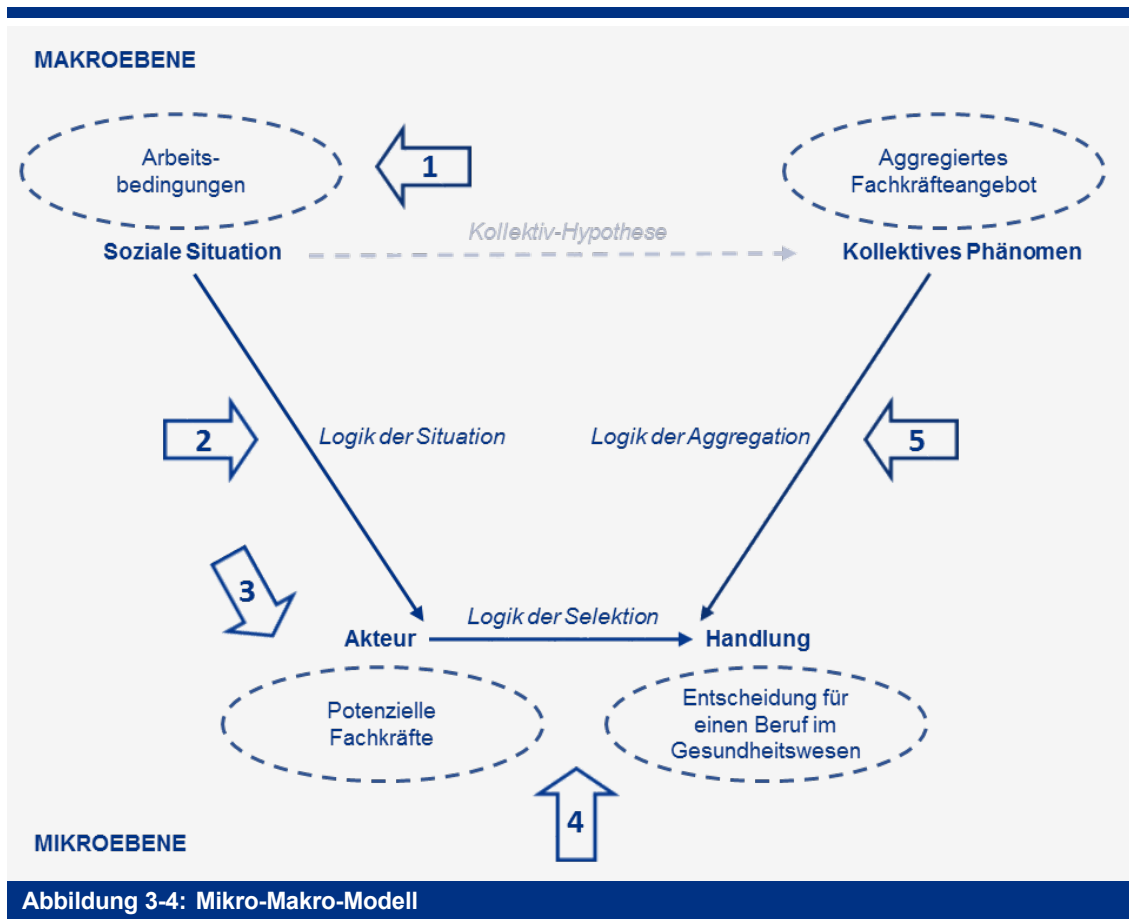 MAKROEBENE
Arbeits-
bedingungen
1
Aggregiertes
Fachkräfteangebot
Soziale Situation
Kollektiv-Hypothese
Kollektives Phänomen
2
Logik der Situation
Logik der Aggregation
5
3
Akteur
Logik der Selektion
Handlung
Potenzielle
Fachkräfte
Entscheidung für
einen Beruf im
Gesundheitswesen
4
MIKROEBENE
Abbildung 3-4: Mikro-Makro-Modell